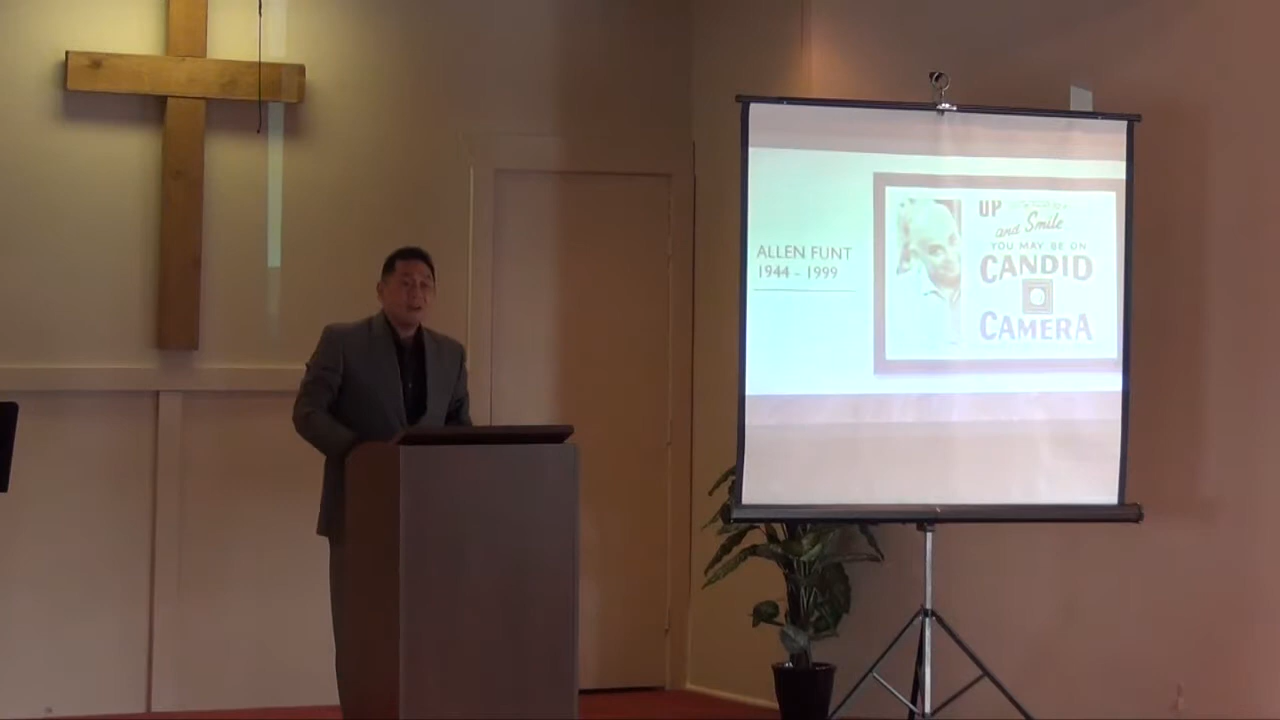 ALLEN FUNT
1944 – 1999
UP
and Smile
YOU MAY BE ON
CANDID
CAMERA